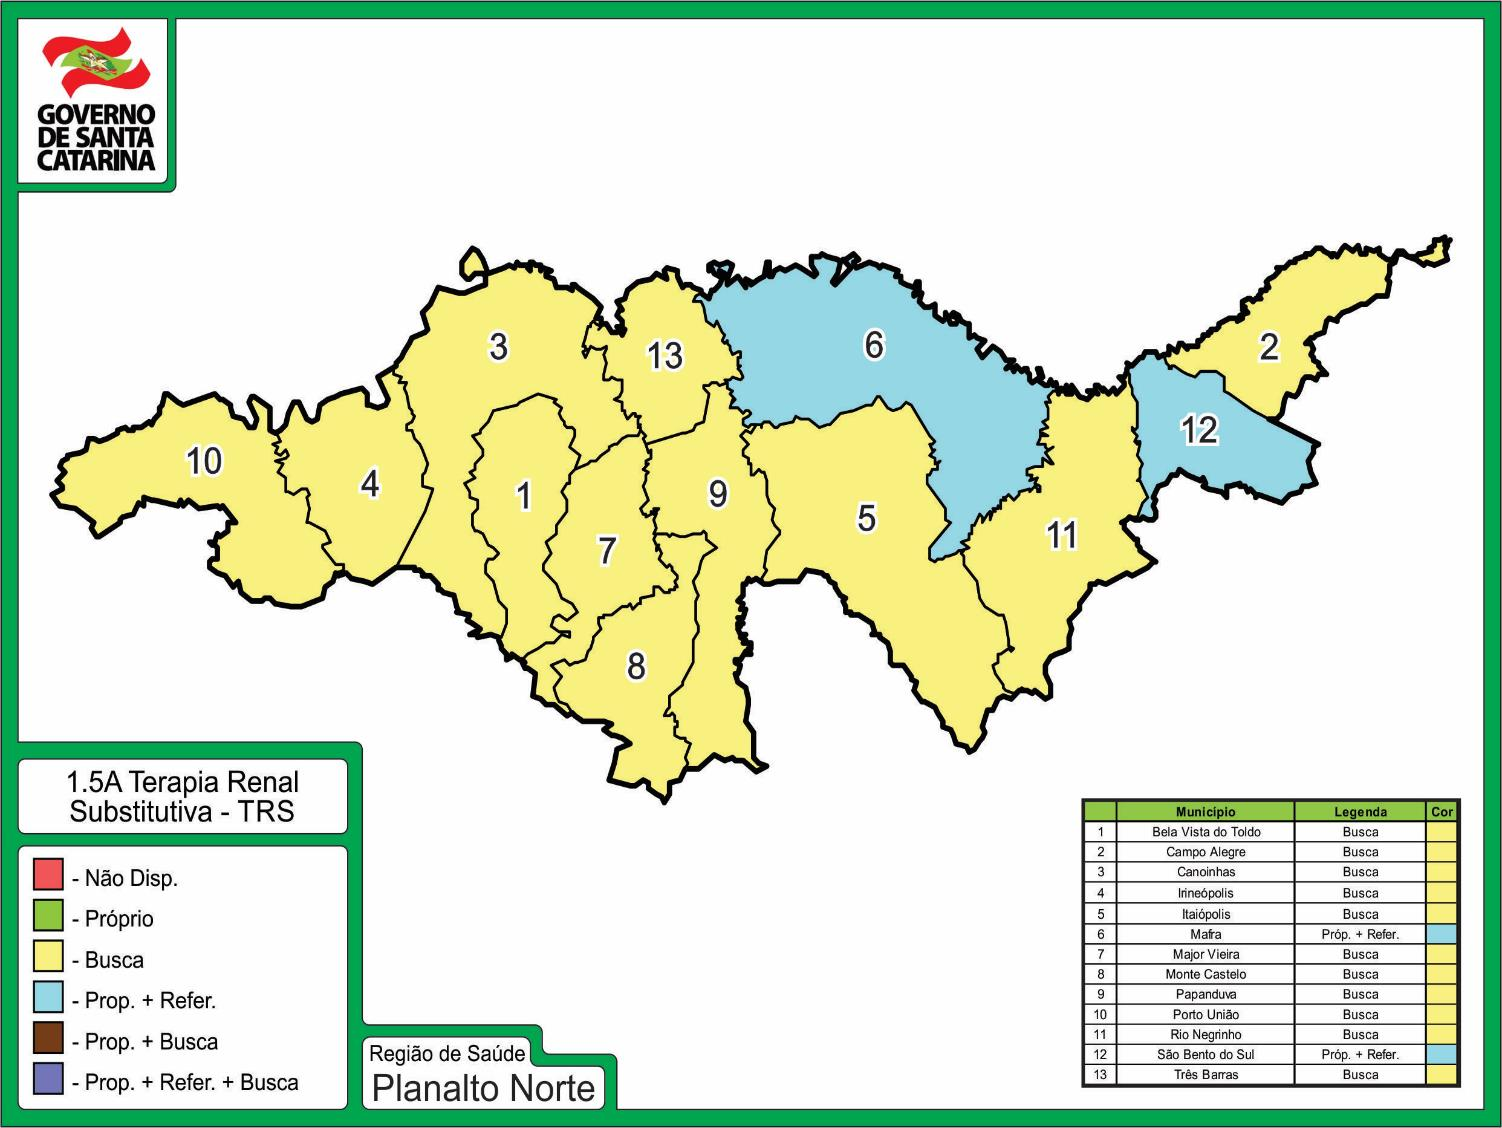 GOVERNO
DE SANTA
CATARINA
3
13
6
2
10
4
1
7
9
5
11
12
8
1.5A Terapia Renal
Substitutiva - TRS
- Não Disp.
- Próprio
- Busca
- Prop. + Refer.
- Prop. + Busca
- Prop. + Refer. + Busca
Região de Saúde
Planalto Norte
Município Legenda Cor
1 Bela Vista do Toldo Busca
2 Campo Alegre Busca
3 Canoinhas Busca
4 Irineópolis Busca
5 Itaiópolis Busca
6 Mafra Próp. + Refer.
7 Major Vieira Busca
8 Monte Castelo Busca
9 Papanduva Busca
10 Porto União Busca
11 Rio Negrinho Busca
12 São Bento do Sul Próp. + Refer.
13 Três Barras Busca